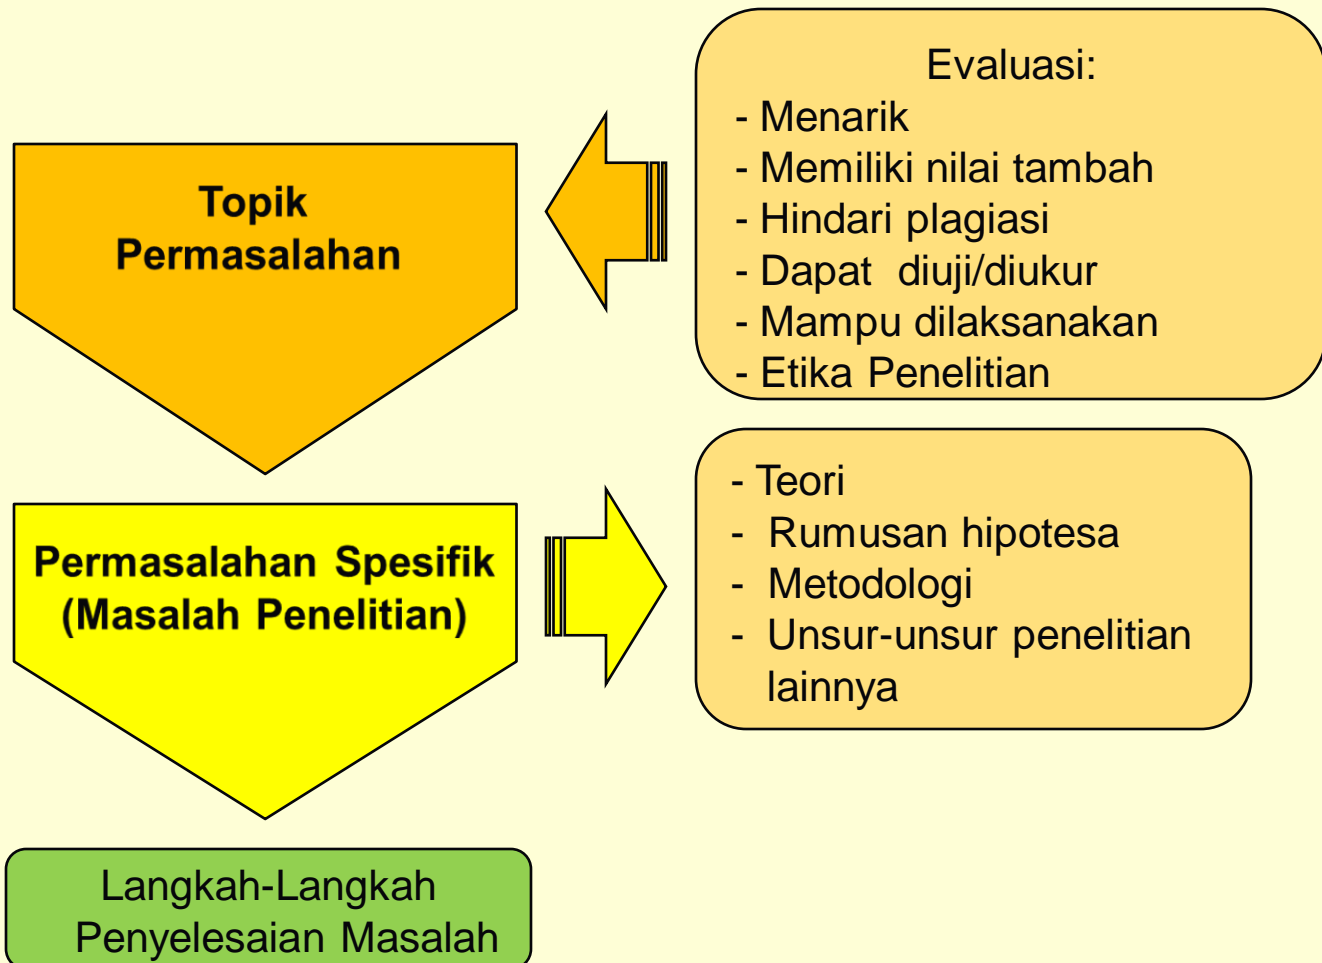 Evaluasi:
- Menarik
- Memiliki nilai tambah
- Hindari plagiasi
- Dapat  diuji/diukur
- Mampu dilaksanakan
- Etika Penelitian
Topik
Permasalahan
Permasalahan Spesifik
(Masalah Penelitian)
- Teori
- Rumusan hipotesa
- Metodologi
- Unsur-unsur penelitian
lainnya
Langkah-Langkah
Penyelesaian Masalah